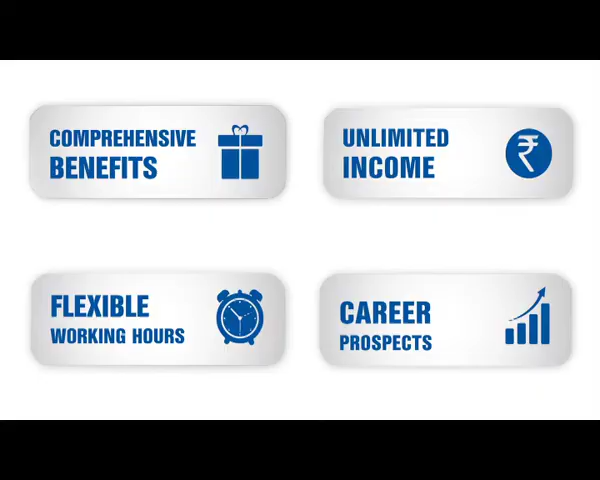 COMPREHENSIVE
BENEFITS
UNLIMITED
INCOME
FLEXIBLE
WORKING HOURS
CAREER
PROSPECTS